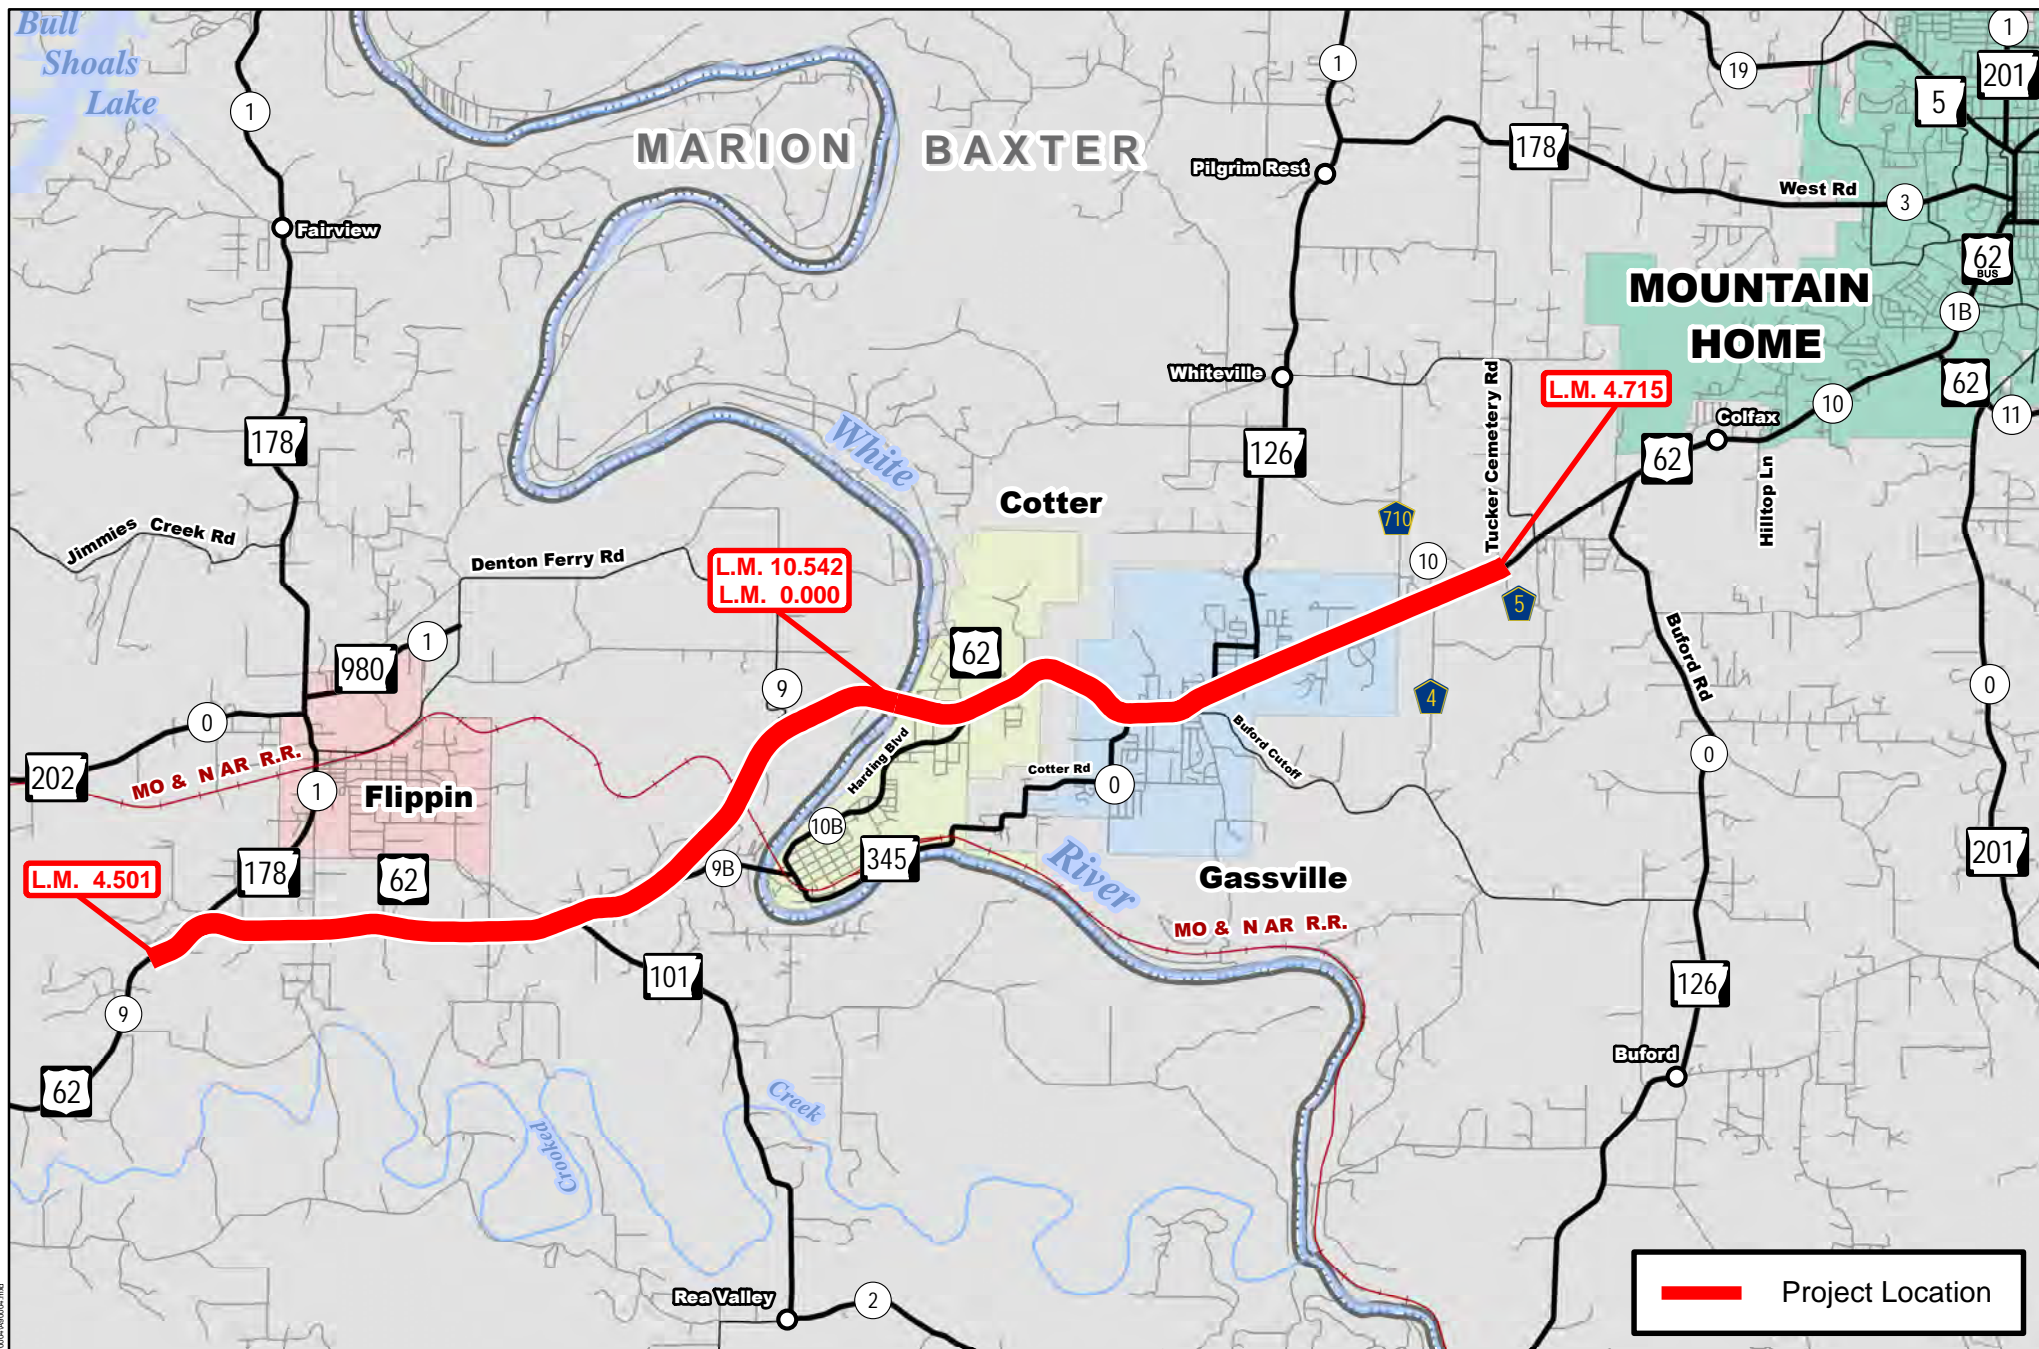 Bull
Shoals
Lake
1
1
19
1
201
5
MARION
BAXTER
178
Pilgrim Rest
West Rd
3
Fairview
62
BUS
MOUNTAIN
HOME
1B
Whiteville
62
L.M. 4.715
10
11
Colfax
178
White
126
62
Tucker Cemetery Rd
Hilltop Ln
Cotter
710
Jimmies Creek Rd
Denton Ferry Rd
L.M. 10.542
L.M. 0.000
10
5
1
980
62
Buford Rd
9
4
0
0
202
MO & N AR R.R.
Harding Blvd
Buford Cutoff
0
1
Flippin
Cotter Rd
0
10B
345
201
L.M. 4.501
178
62
9B
River
Gassville
MO & N AR R.R.
101
126
9
Buford
62
Creek
Crooked
Rea Valley
2
Project Location